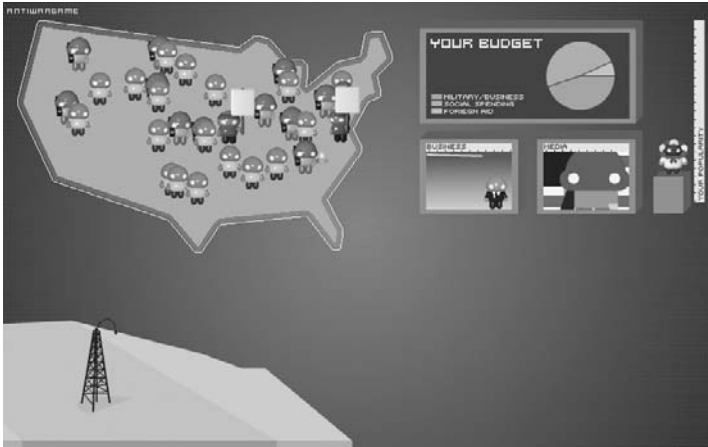 ANTIWARGAME
YOUR BUDGET
MILITARY/BUSINESS
SOCIAL SPENDING
FOREIGN AID
BUSINESS
MEDIA
YOUR POPULARITY